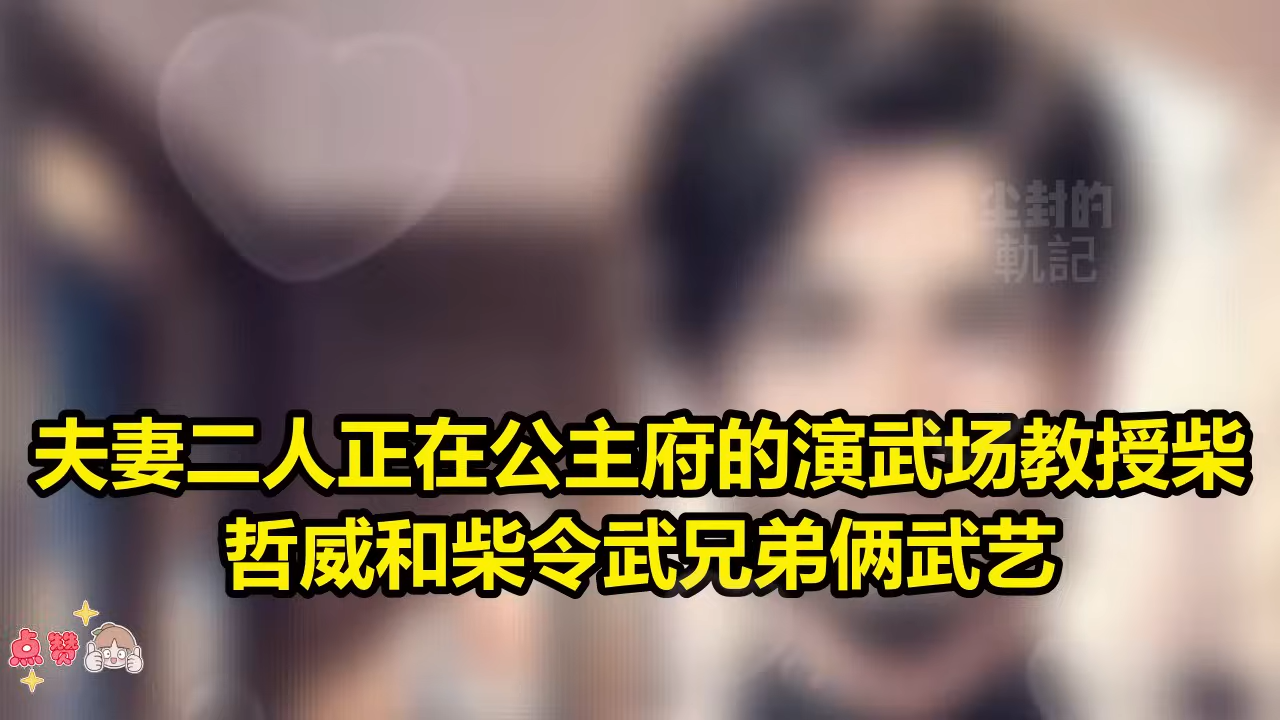 尘封的
軌記
夫妻二人正在公主府的演武场教授柴
哲威和柴令武兄弟俩武艺
点赞